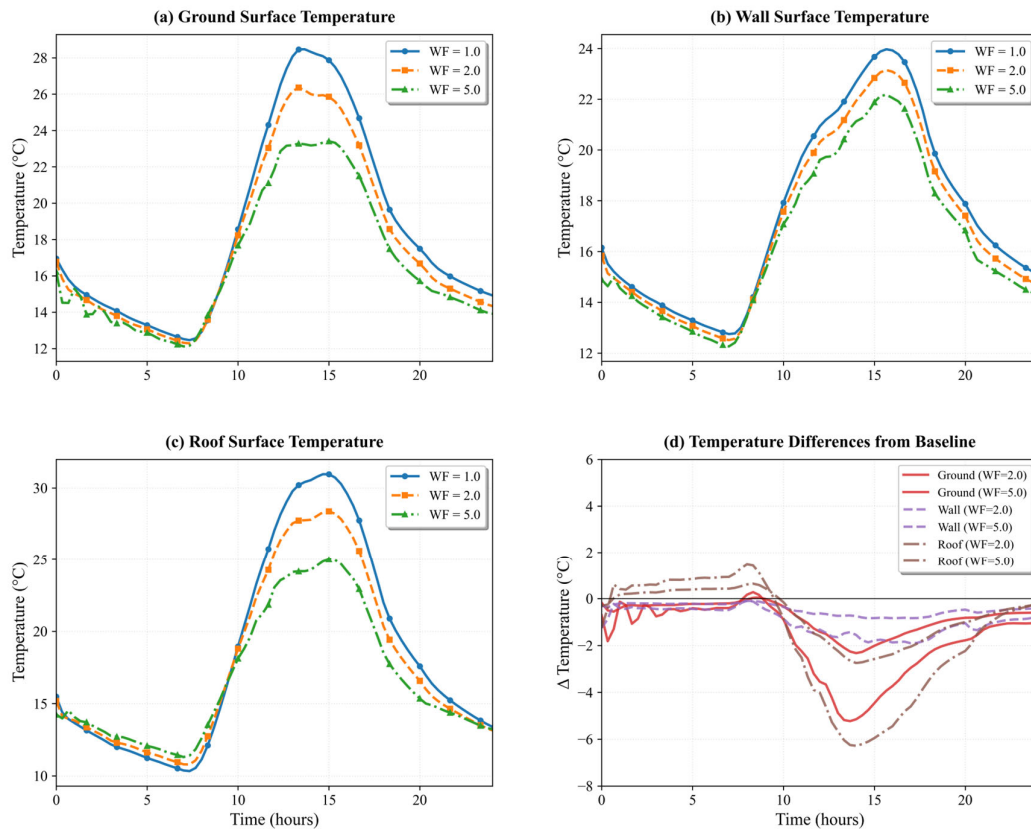 (a) Ground Surface Temperature
WF = 1.0
WF = 2.0
WF = 5.0
Temperature (°C)
28
26
24
22
20
18
16
14
12
0 5 10 15 20
(b) Wall Surface Temperature
WF = 1.0
WF = 2.0
WF = 5.0
Temperature (°C)
24
22
20
18
16
14
12
0 5 10 15 20
(c) Roof Surface Temperature
WF = 1.0
WF = 2.0
WF = 5.0
Temperature (°C)
30
25
20
15
10
0 5 10 15 20
Time (hours)
(d) Temperature Differences from Baseline
Ground (WF=2.0)
Ground (WF=5.0)
Wall (WF=2.0)
Wall (WF=5.0)
Roof (WF=2.0)
Roof (WF=5.0)
Δ Temperature (°C)
6
4
2
0
−2
−4
−6
−8
0 5 10 15 20
Time (hours)